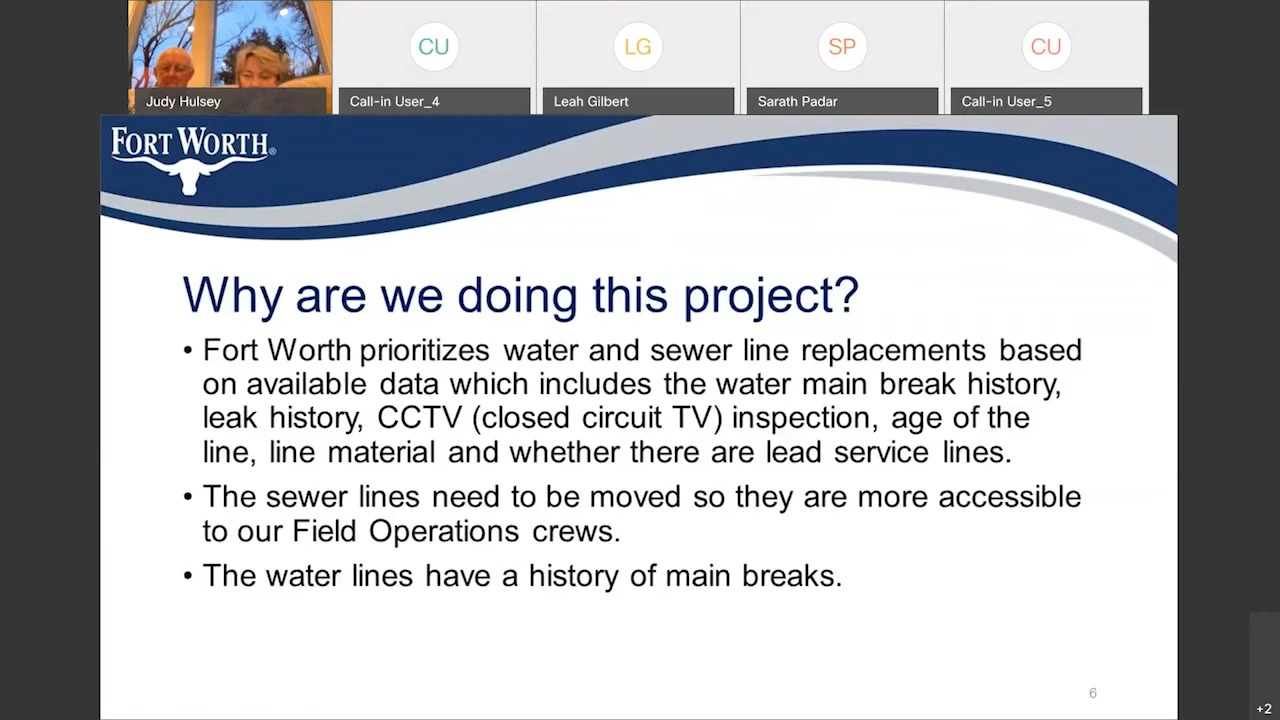 CU
LG
SP
CU
Judy Hulsey
Call-in User_4
Leah Gilbert
Sarath Padar
Call-in User_5
FORT WORTH®
Why are we doing this project?
• Fort Worth prioritizes water and sewer line replacements based
on available data which includes the water main break history,
leak history, CCTV (closed circuit TV) inspection, age of the
line, line material and whether there are lead service lines.
• The sewer lines need to be moved so they are more accessible
to our Field Operations crews.
• The water lines have a history of main breaks.
6
+2